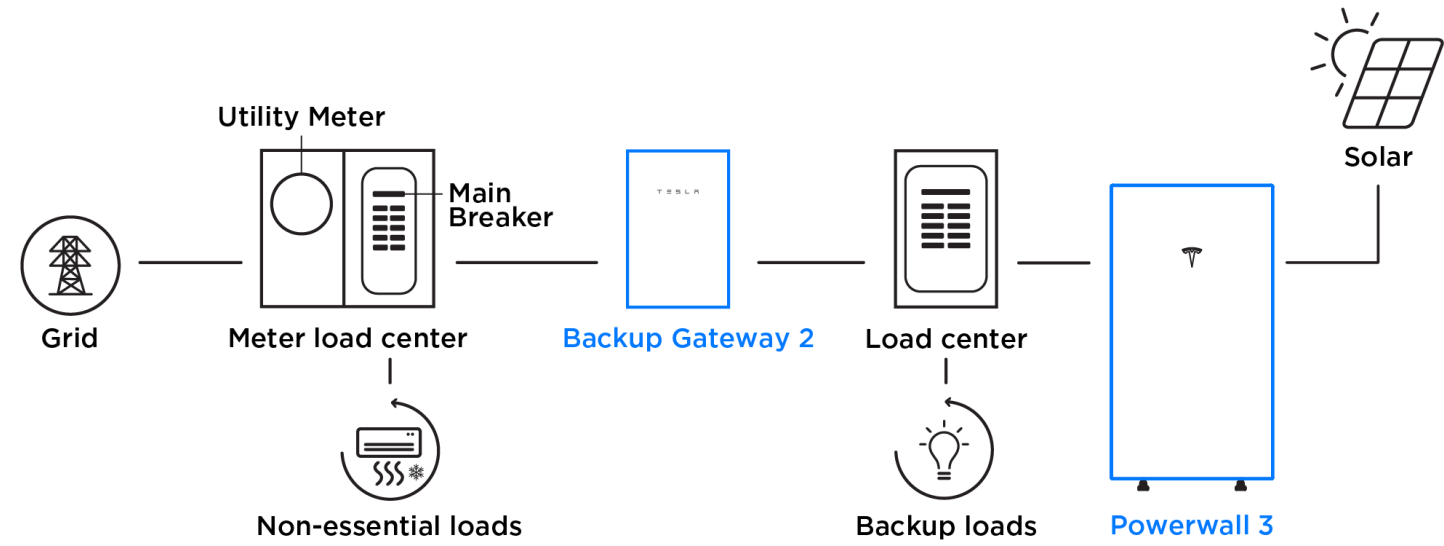 Utility Meter
Main
Breaker
TESLA
Solar
Grid
Meter load center
Backup Gateway 2
Load center
Non-essential loads
Backup loads
Powerwall 3